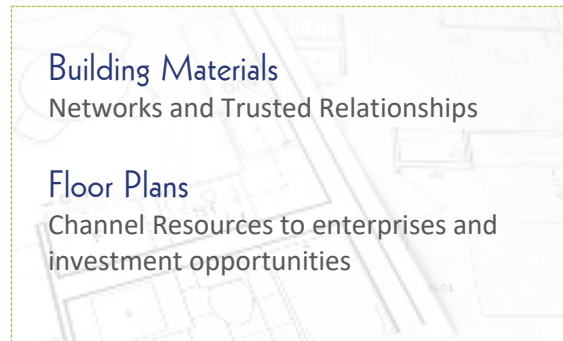 Building Materials
Networks and Trusted Relationships
Floor Plans
Channel Resources to enterprises and
investment opportunities